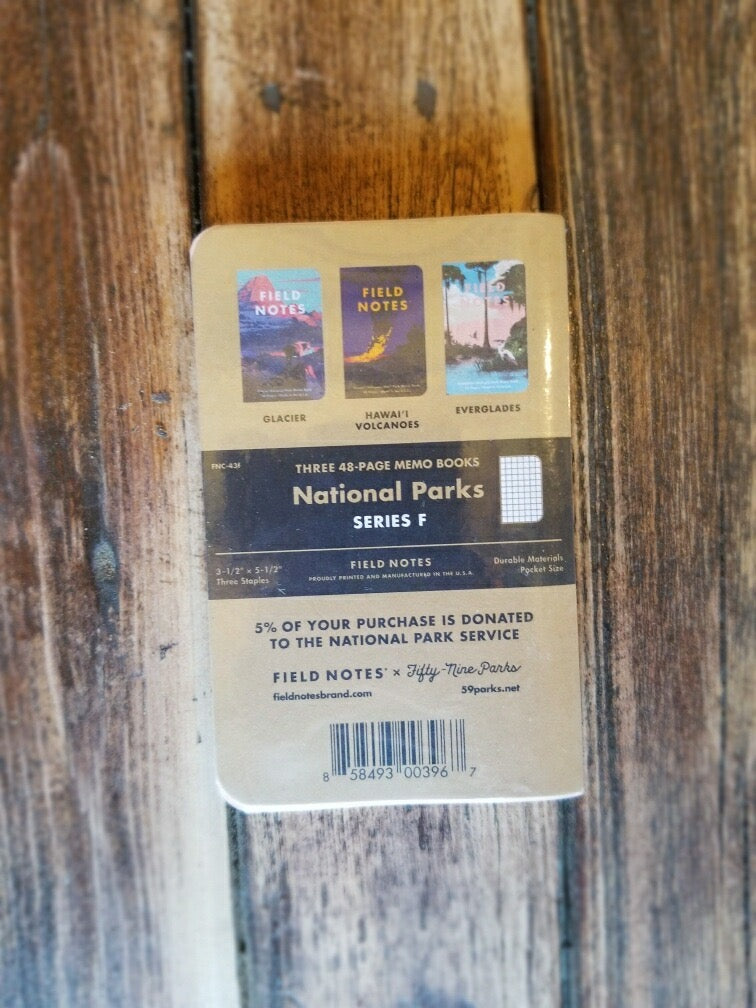 FIELD
NOTES
FIELD
NOTES
FIELD
NOTES
GLACIER
HAWAI'I
VOLCANOES
EVERGLADES
FNC-43f
THREE 48-PAGE MEMO BOOKS
National Parks
SERIES F
3-1/2" × 5-1/2"
Three Staples
FIELD NOTES
PROUDLY PRINTED AND MANUFACTURED IN THE U.S.A.
Durable Materials
Pocket Size
5% OF YOUR PURCHASE IS DONATED
TO THE NATIONAL PARK SERVICE
FIELD NOTES® × Fifty-Nine Parks
fieldnotesbrand.com 59parks.net
8 58493 00396 7